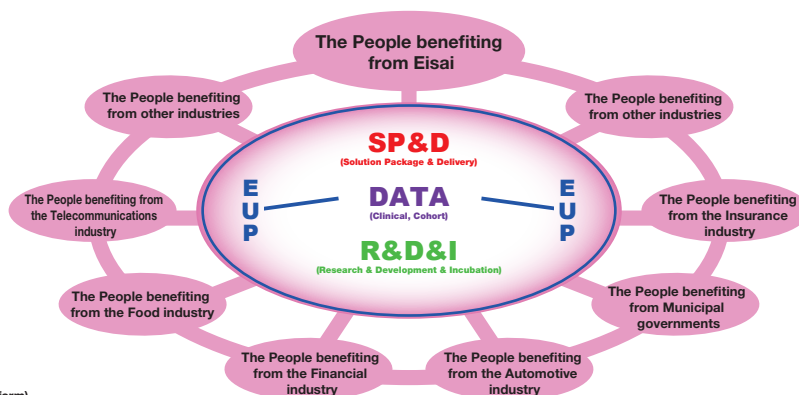 The People benefiting
from Eisai
The People benefiting
from other industries
The People benefiting
from other industries
SP&D
(Solution Package & Delivery)
The People benefiting from
the Telecommunications
industry
EUP
DATA
(Clinical, Cohort)
EUP
The People benefiting
from the Insurance
industry
R&D&I
(Research & Development & Incubation)
The People benefiting
from the Food industry
The People benefiting
from Municipal
governments
The People benefiting
from the Financial
industry
The People benefiting
from the Automotive
industry